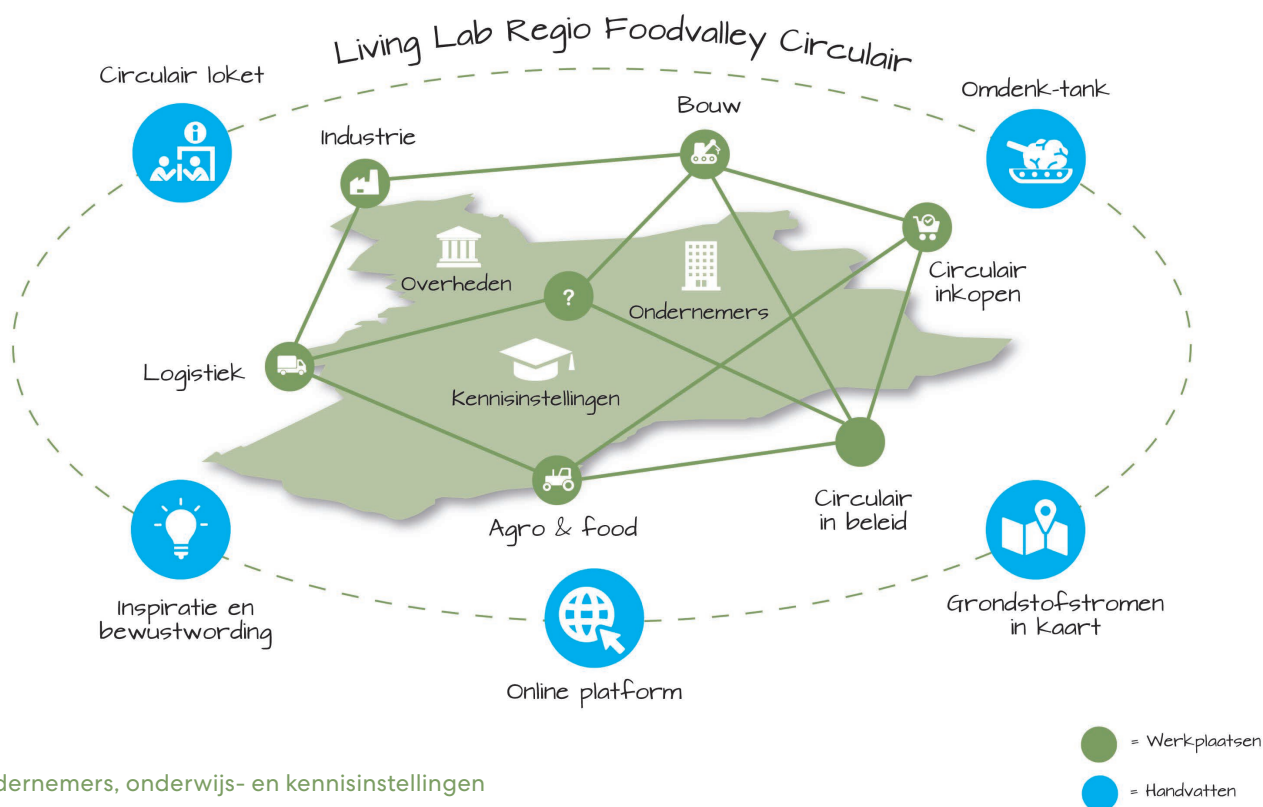 Living Lab Regio Foodvalley Circulair
Circulair loket
Omdenk-tank
Bouw
Industrie
Overheden
?
Ondernemers
Circulair
inkopen
Logistiek
Kennisinstellingen
Agro & food
Circulair
in beleid
Inspiratie en
bewustwording
Online platform
Grondstofstromen
in kaart
= Werkplaatsen
= Handvatten
dernemers, onderwijs- en kennisinstellingen